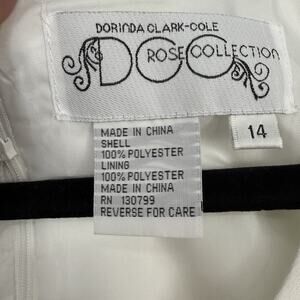 DORINDA CLARK-COLE
ROSE COLLECTION
DCC
14
MADE IN CHINA
SHELL
100% POLYESTER
LINING
100% POLYESTER
MADE IN CHINA
RN 130799
REVERSE FOR CARE